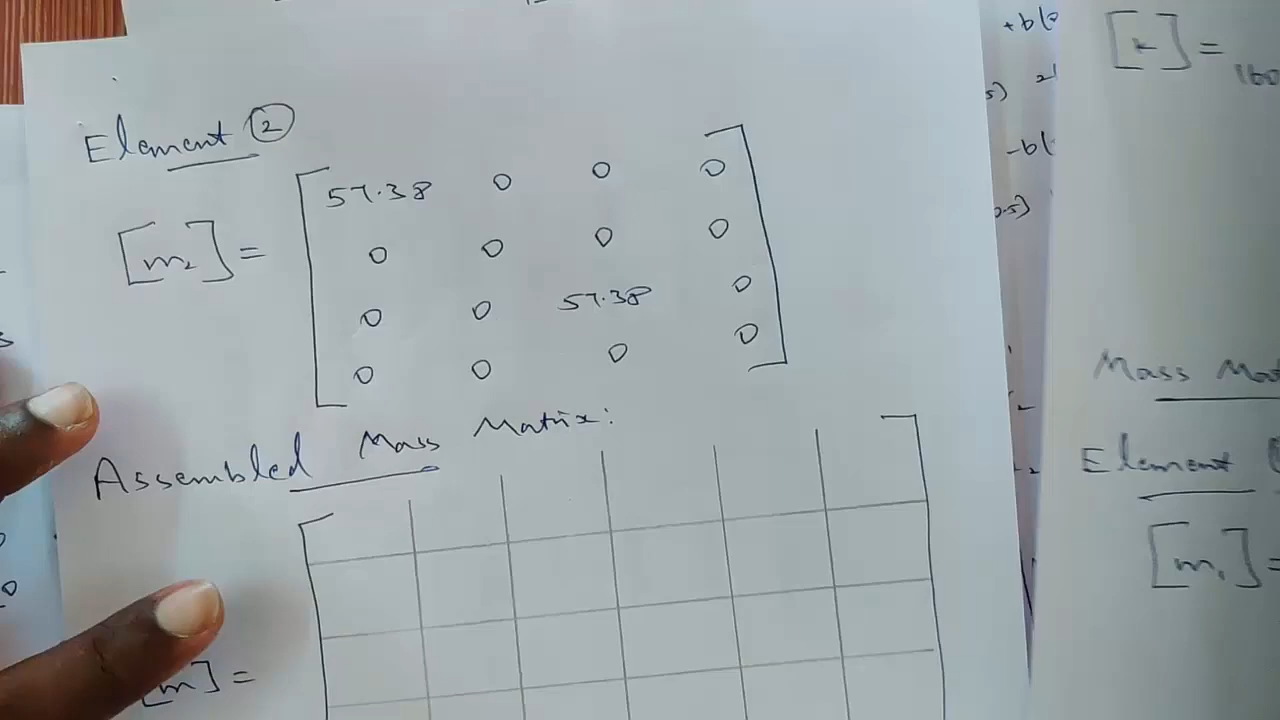 Element ②
[m₂] = [ 57.38 0 0 0
0 0 0 0
0 0 57.38 0
0 0 0 0 ]
Assembled Mass Matrix:
[m] =
+b(
-b(
[k] =
160
Mass Mat
Element
[m₁] =